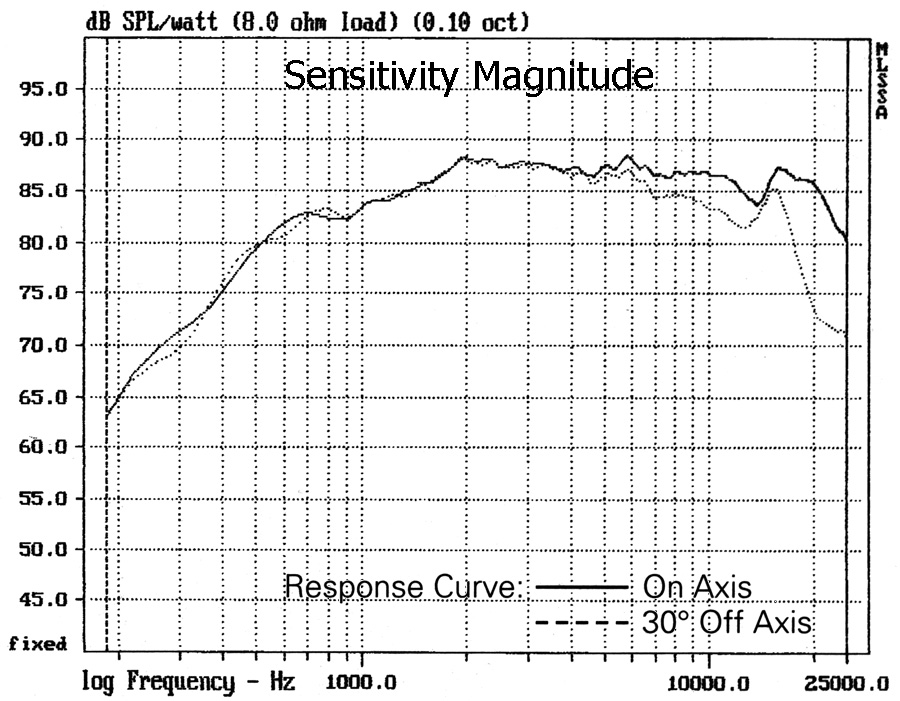 dB SPL/watt (8.0 ohm load) (0.10 oct)
Sensitivity Magnitude
MLSSA
95.0
90.0
85.0
80.0
75.0
70.0
65.0
60.0
55.0
50.0
45.0
fixed
Response Curve: On Axis
30° Off Axis
log Frequency - Hz 1000.0 10000.0 25000.0